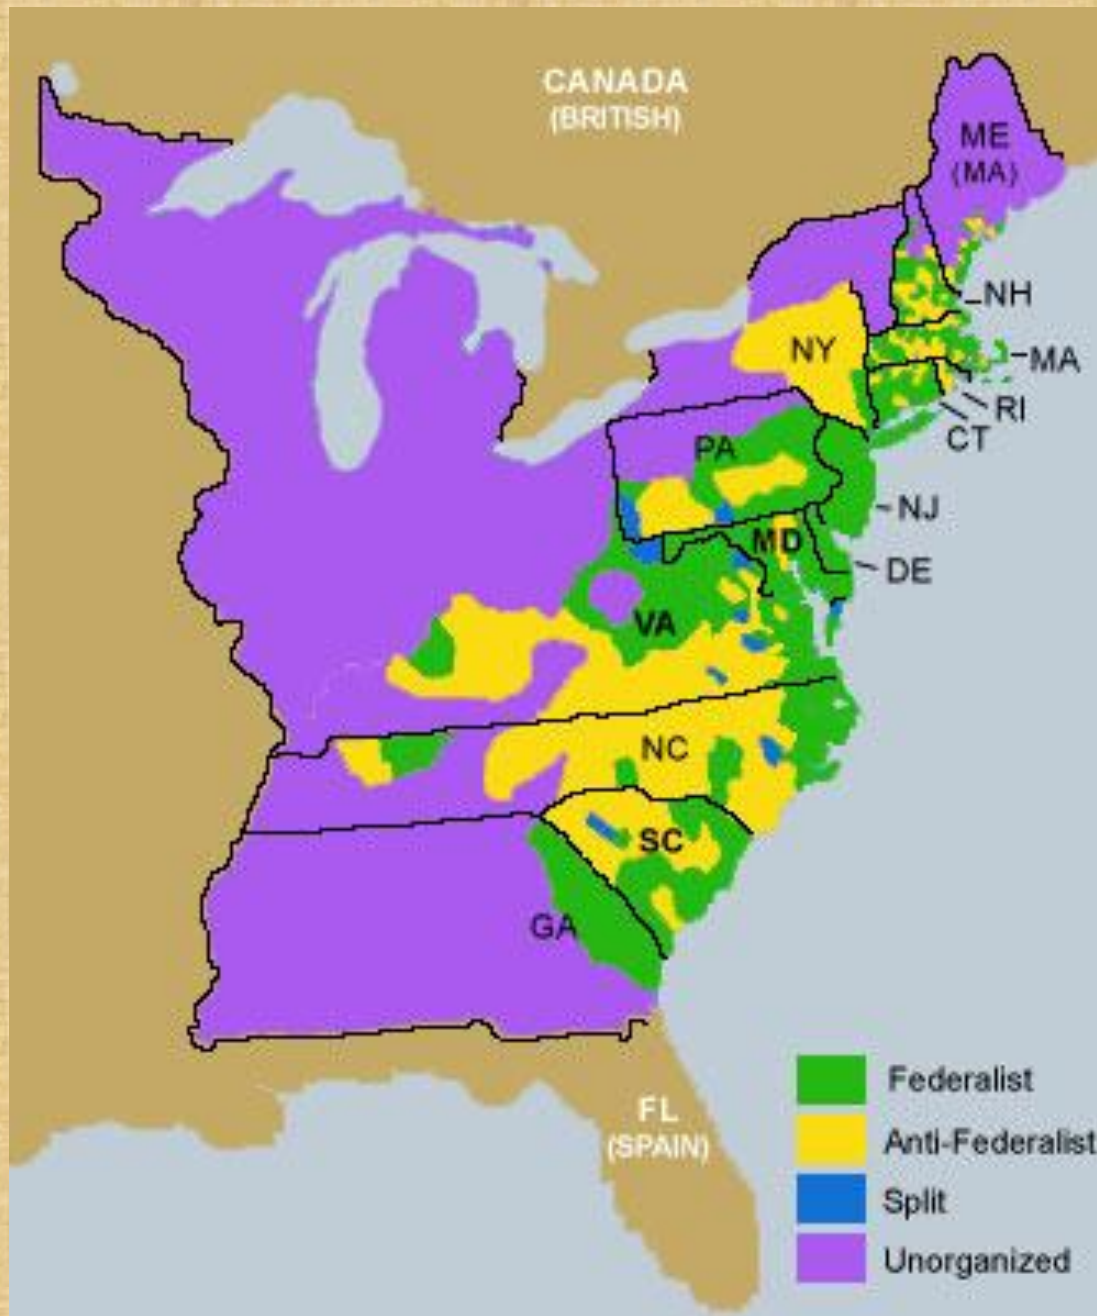 CANADA
(BRITISH)
ME
(MA)
NH
NY
MA
RI
CT
PA
NJ
MD
DE
VA
NC
SC
GA
FL
(SPAIN)
Federalist
Anti-Federalist
Split
Unorganized